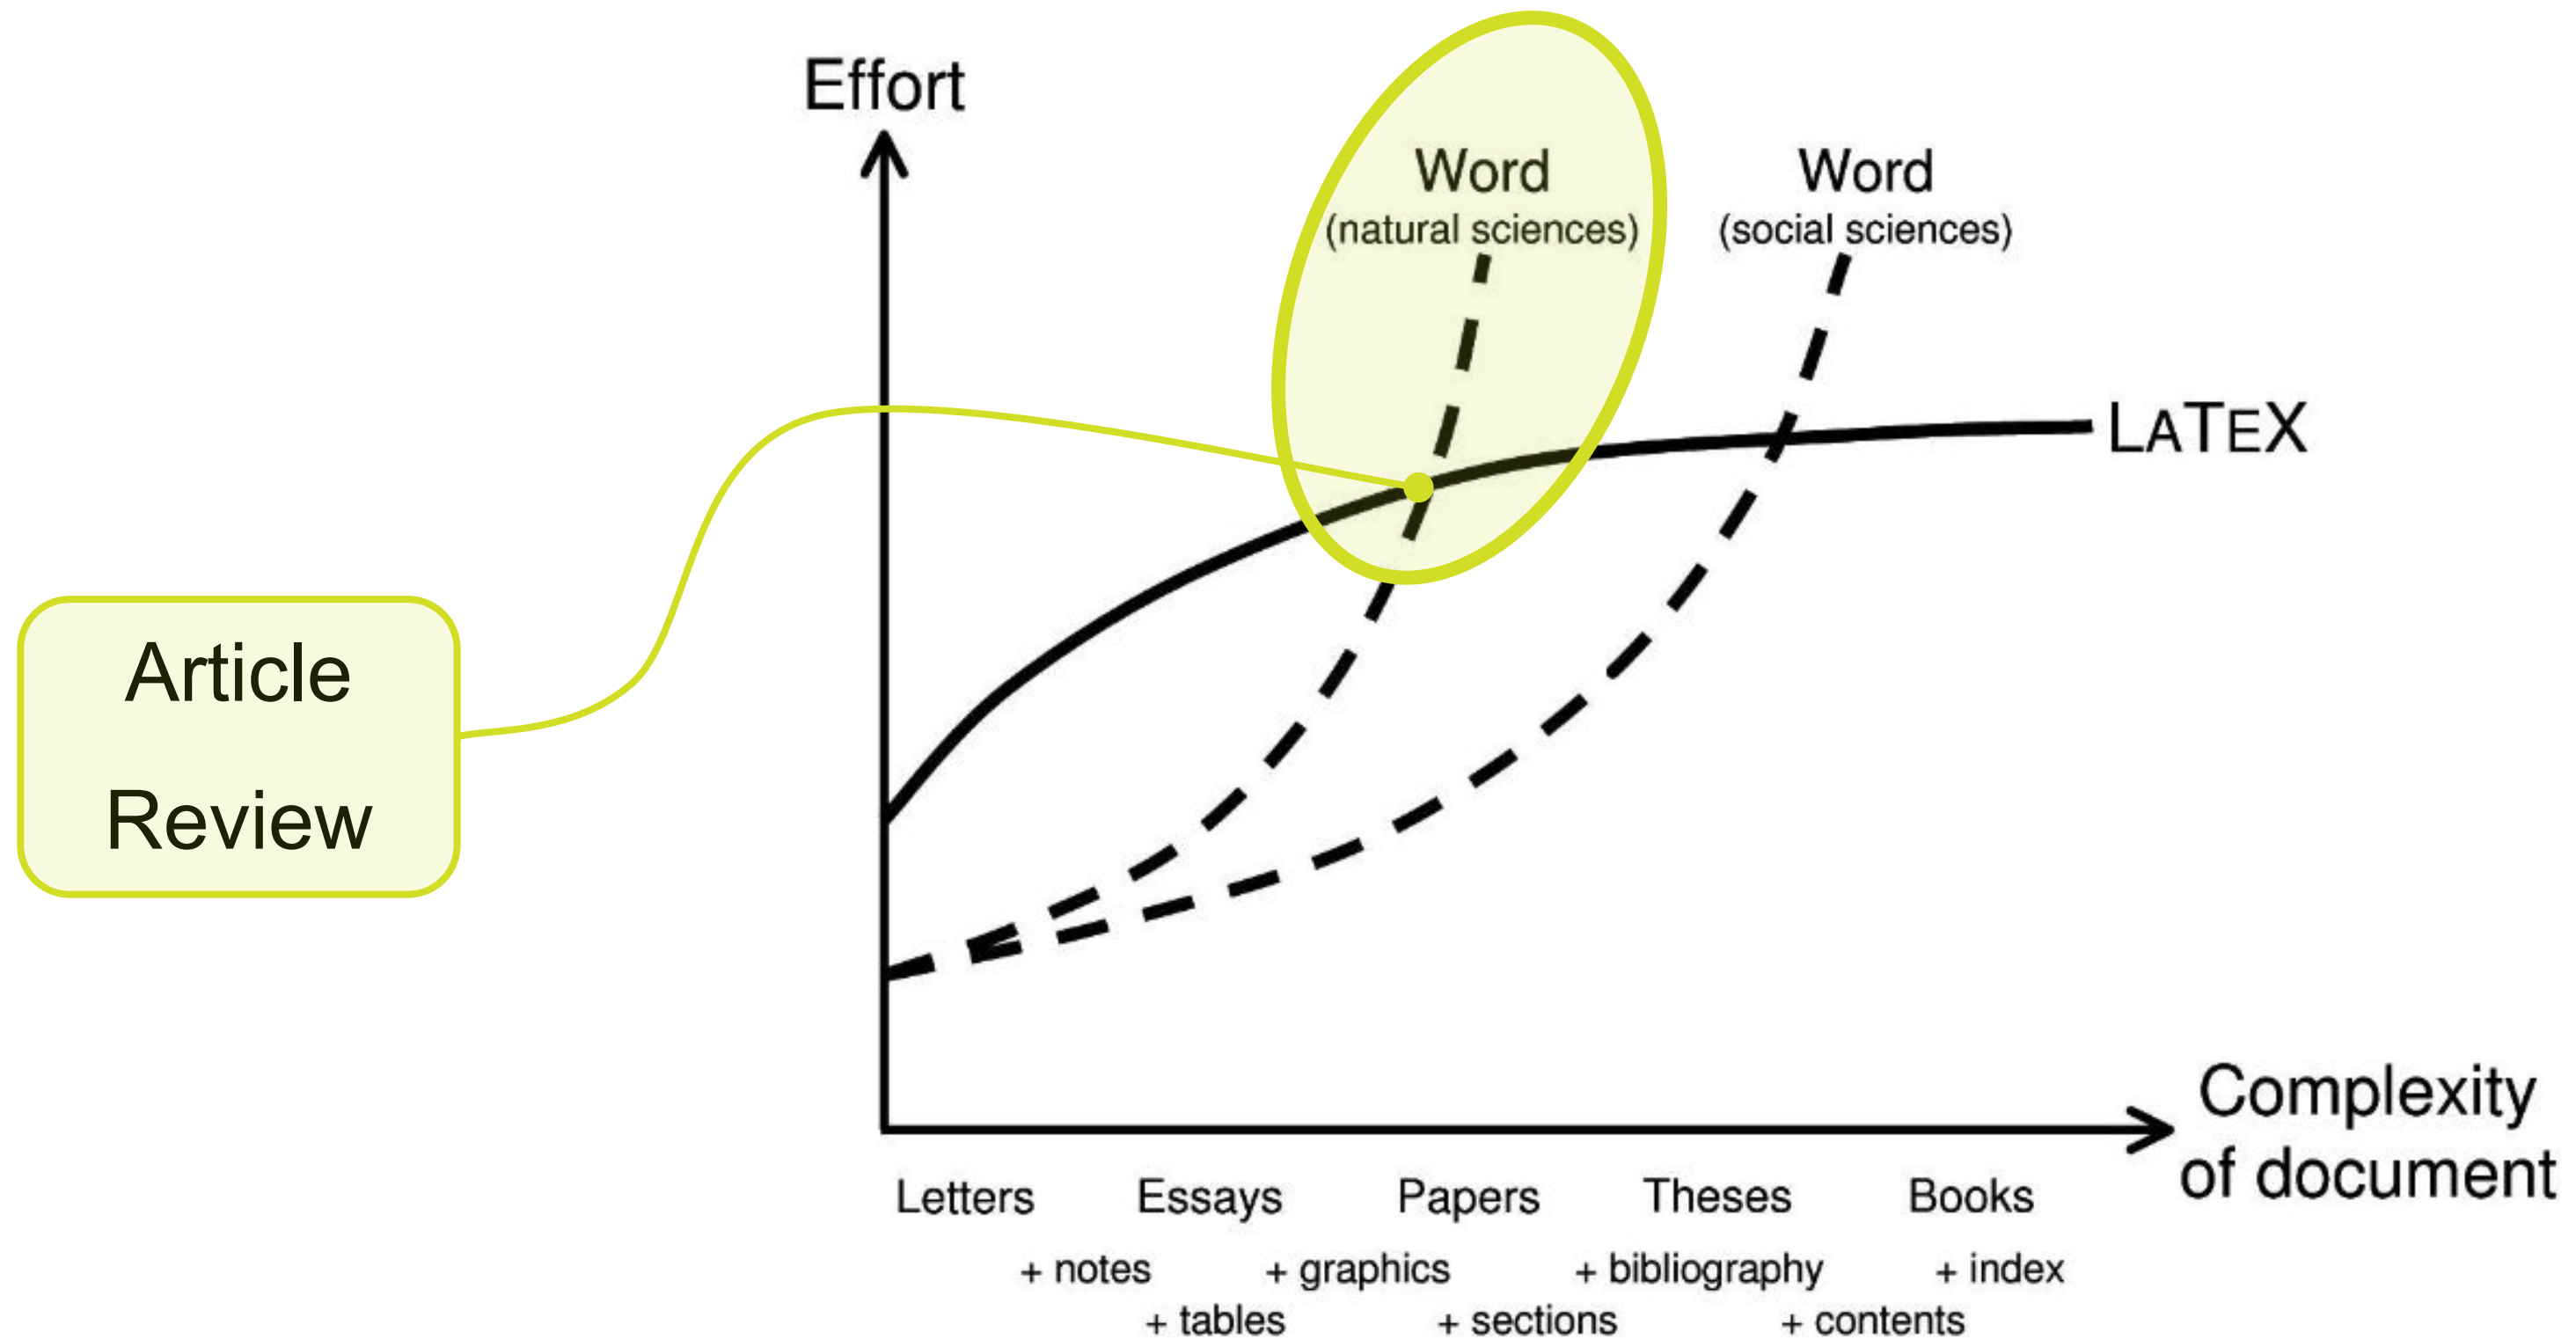 Effort
Word
(natural sciences)
Word
(social sciences)
LATEX
Article
Review
Complexity
of document
Letters Essays Papers Theses Books
+ notes + graphics + bibliography + index
+ tables + sections + contents